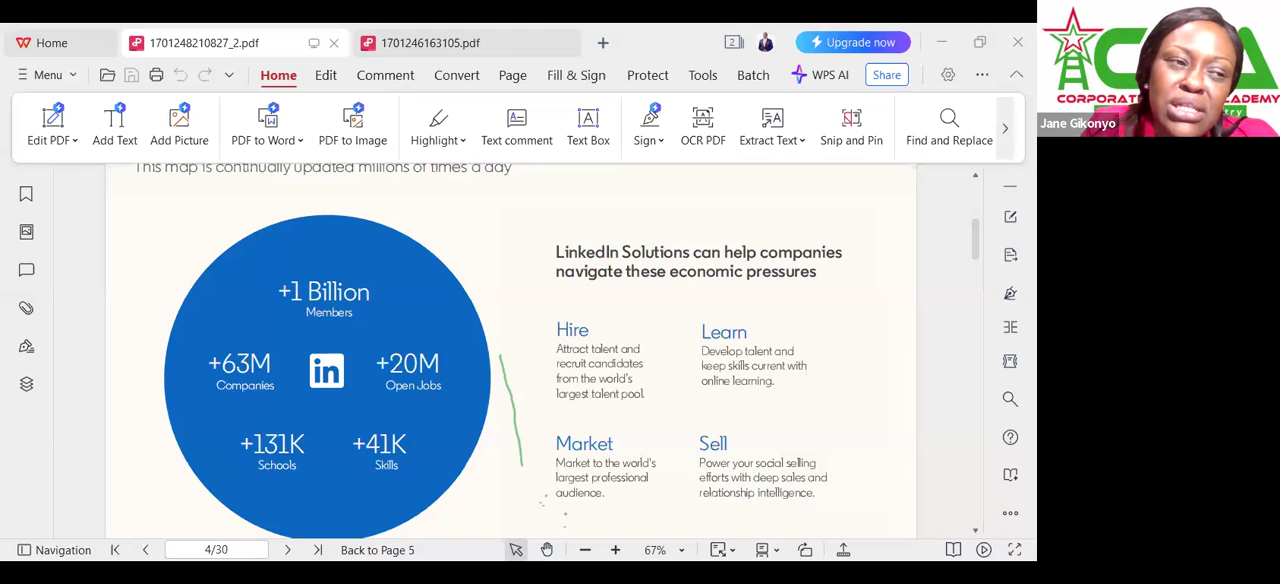 Home
1701248210827_2.pdf
1701246163105.pdf
Upgrade now
Menu
Home
Edit
Comment
Convert
Page
Fill & Sign
Protect
Tools
Batch
WPS AI
Share
Edit PDF
Add Text
Add Picture
PDF to Word
PDF to Image
Highlight
Text comment
Text Box
Sign
OCR PDF
Extract Text
Snip and Pin
Find and Replace
This map is continually updated millions of times a day
+1 Billion
Members
+63M
Companies
in
+20M
Open Jobs
+131K
Schools
+41K
Skills
LinkedIn Solutions can help companies
navigate these economic pressures
Hire
Attract talent and
recruit candidates
from the world's
largest talent pool.
Learn
Develop talent and
keep skills current with
online learning.
Market
Market to the world's
largest professional
audience.
Sell
Power your social selling
efforts with deep sales and
relationship intelligence.
Navigation
4/30
Back to Page 5
67%
Jane Gikonyo